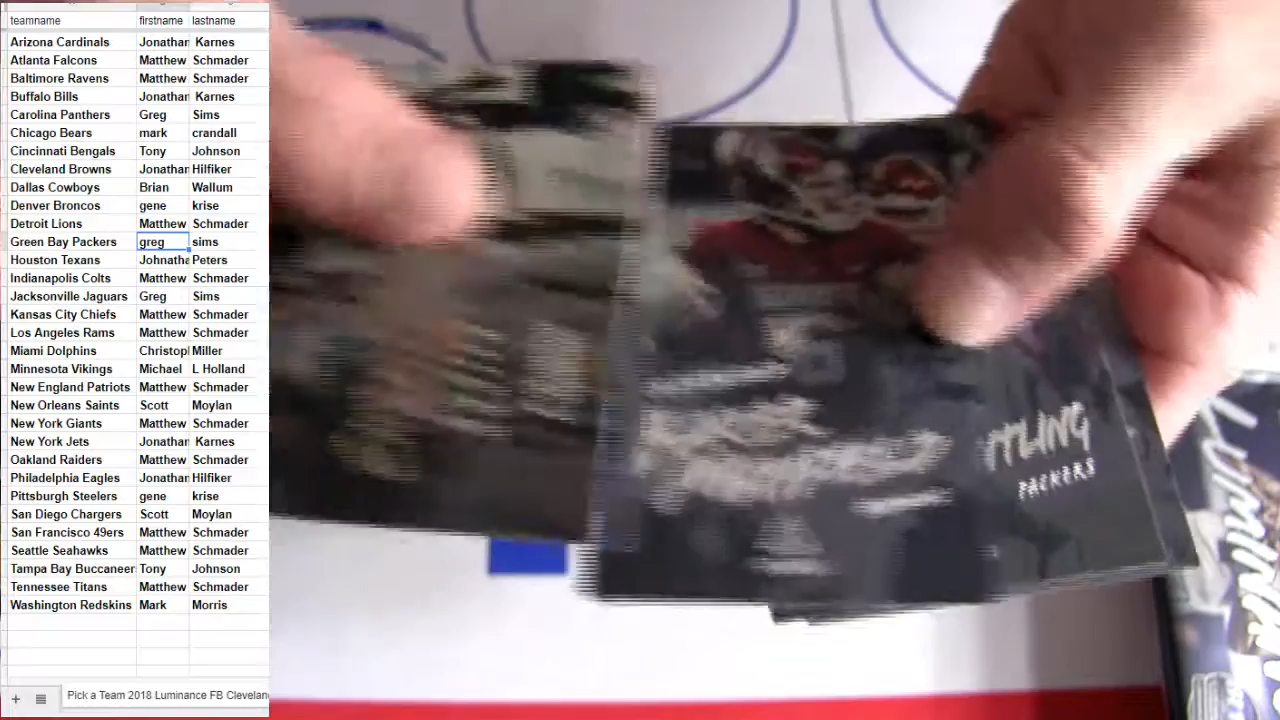 teamname firstname lastname
Arizona Cardinals Jonathan Karnes
Atlanta Falcons Matthew Schmader
Baltimore Ravens Matthew Schmader
Buffalo Bills Jonathan Karnes
Carolina Panthers Greg Sims
Chicago Bears mark crandall
Cincinnati Bengals Tony Johnson
Cleveland Browns Jonathan Hilfiker
Dallas Cowboys Brian Wallum
Denver Broncos gene krise
Detroit Lions Matthew Schmader
Green Bay Packers greg sims
Houston Texans Johnatha Peters
Indianapolis Colts Matthew Schmader
Jacksonville Jaguars Greg Sims
Kansas City Chiefs Matthew Schmader
Los Angeles Rams Matthew Schmader
Miami Dolphins Christopl Miller
Minnesota Vikings Michael L Holland
New England Patriots Matthew Schmader
New Orleans Saints Scott Moylan
New York Giants Matthew Schmader
New York Jets Jonathan Karnes
Oakland Raiders Matthew Schmader
Philadelphia Eagles Jonathan Hilfiker
Pittsburgh Steelers gene krise
San Diego Chargers Scott Moylan
San Francisco 49ers Matthew Schmader
Seattle Seahawks Matthew Schmader
Tampa Bay Buccaneer Tony Johnson
Tennessee Titans Matthew Schmader
Washington Redskins Mark Morris
Pick a Team 2018 Luminance FB Cleveland
TLING
PACKERS